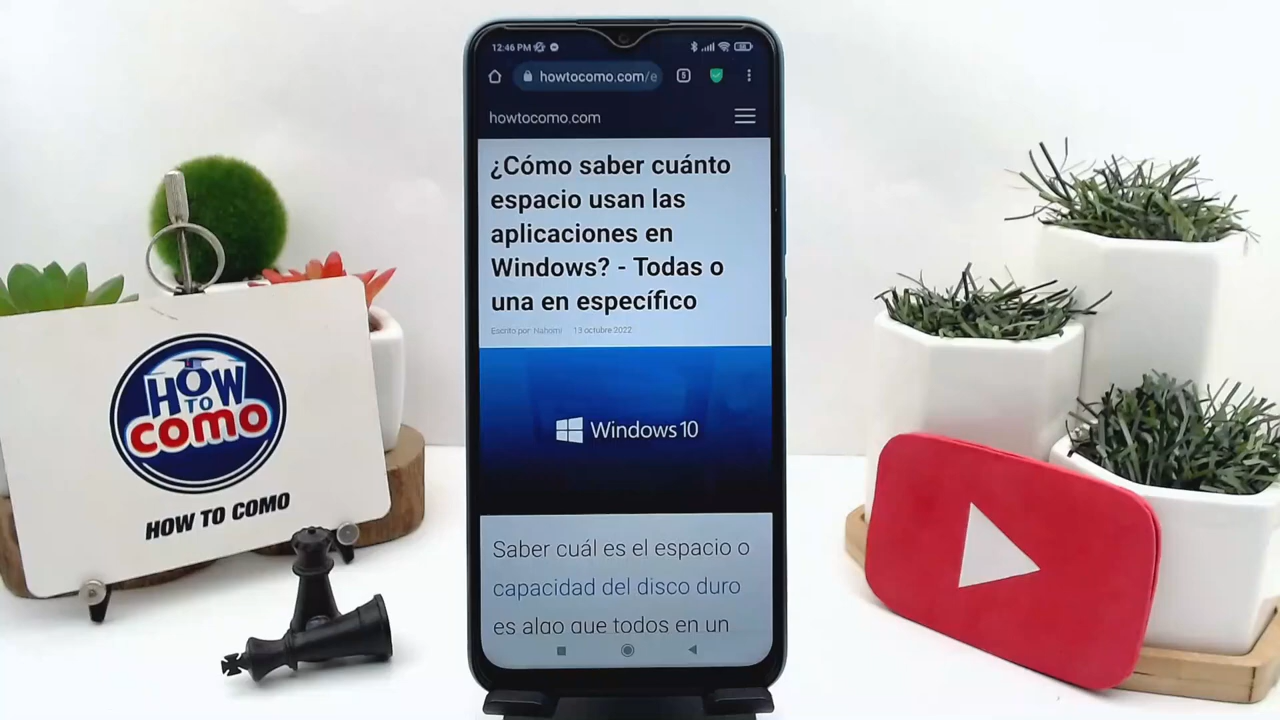 HOW
TO
como
HOW TO COMO
12:46 PM
howtocomo.com/e
5
howtocomo.com
¿Cómo saber cuánto
espacio usan las
aplicaciones en
Windows? - Todas o
una en específico
Escrito por: Nahomi 13 octubre 2022
Windows 10
Saber cuál es el espacio o
capacidad del disco duro
es algo que todos en un